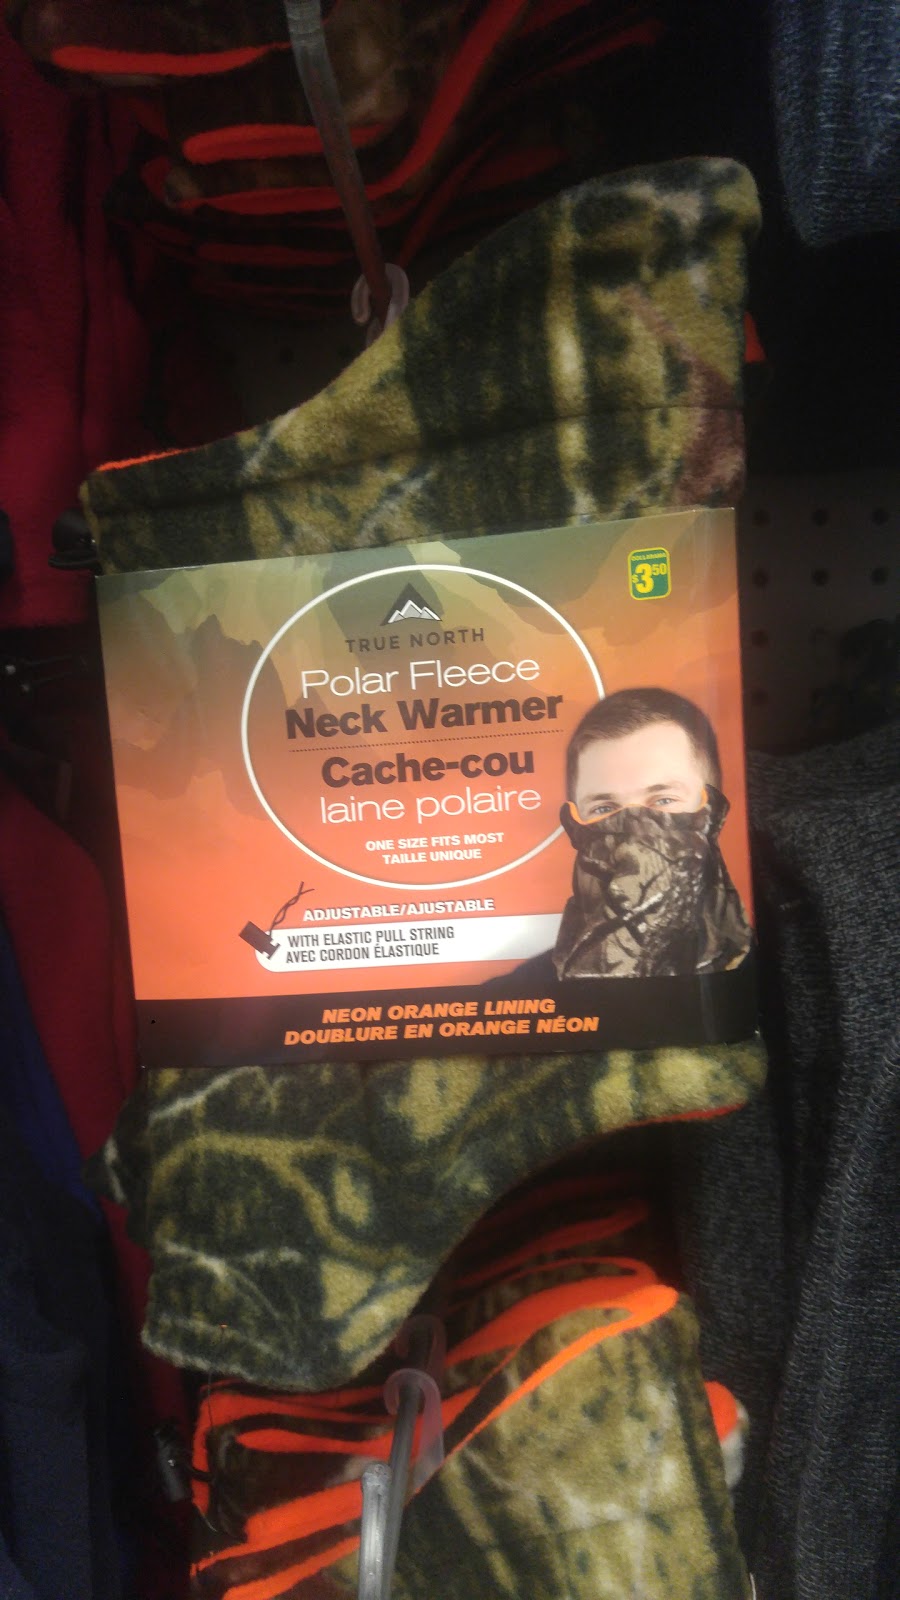 DOLLARAMA
$3.50
TRUE NORTH
Polar Fleece
Neck Warmer
Cache-cou
laine polaire
ONE SIZE FITS MOST
TAILLE UNIQUE
ADJUSTABLE/AJUSTABLE
WITH ELASTIC PULL STRING
AVEC CORDON ÉLASTIQUE
NEON ORANGE LINING
DOUBLURE EN ORANGE NÉON